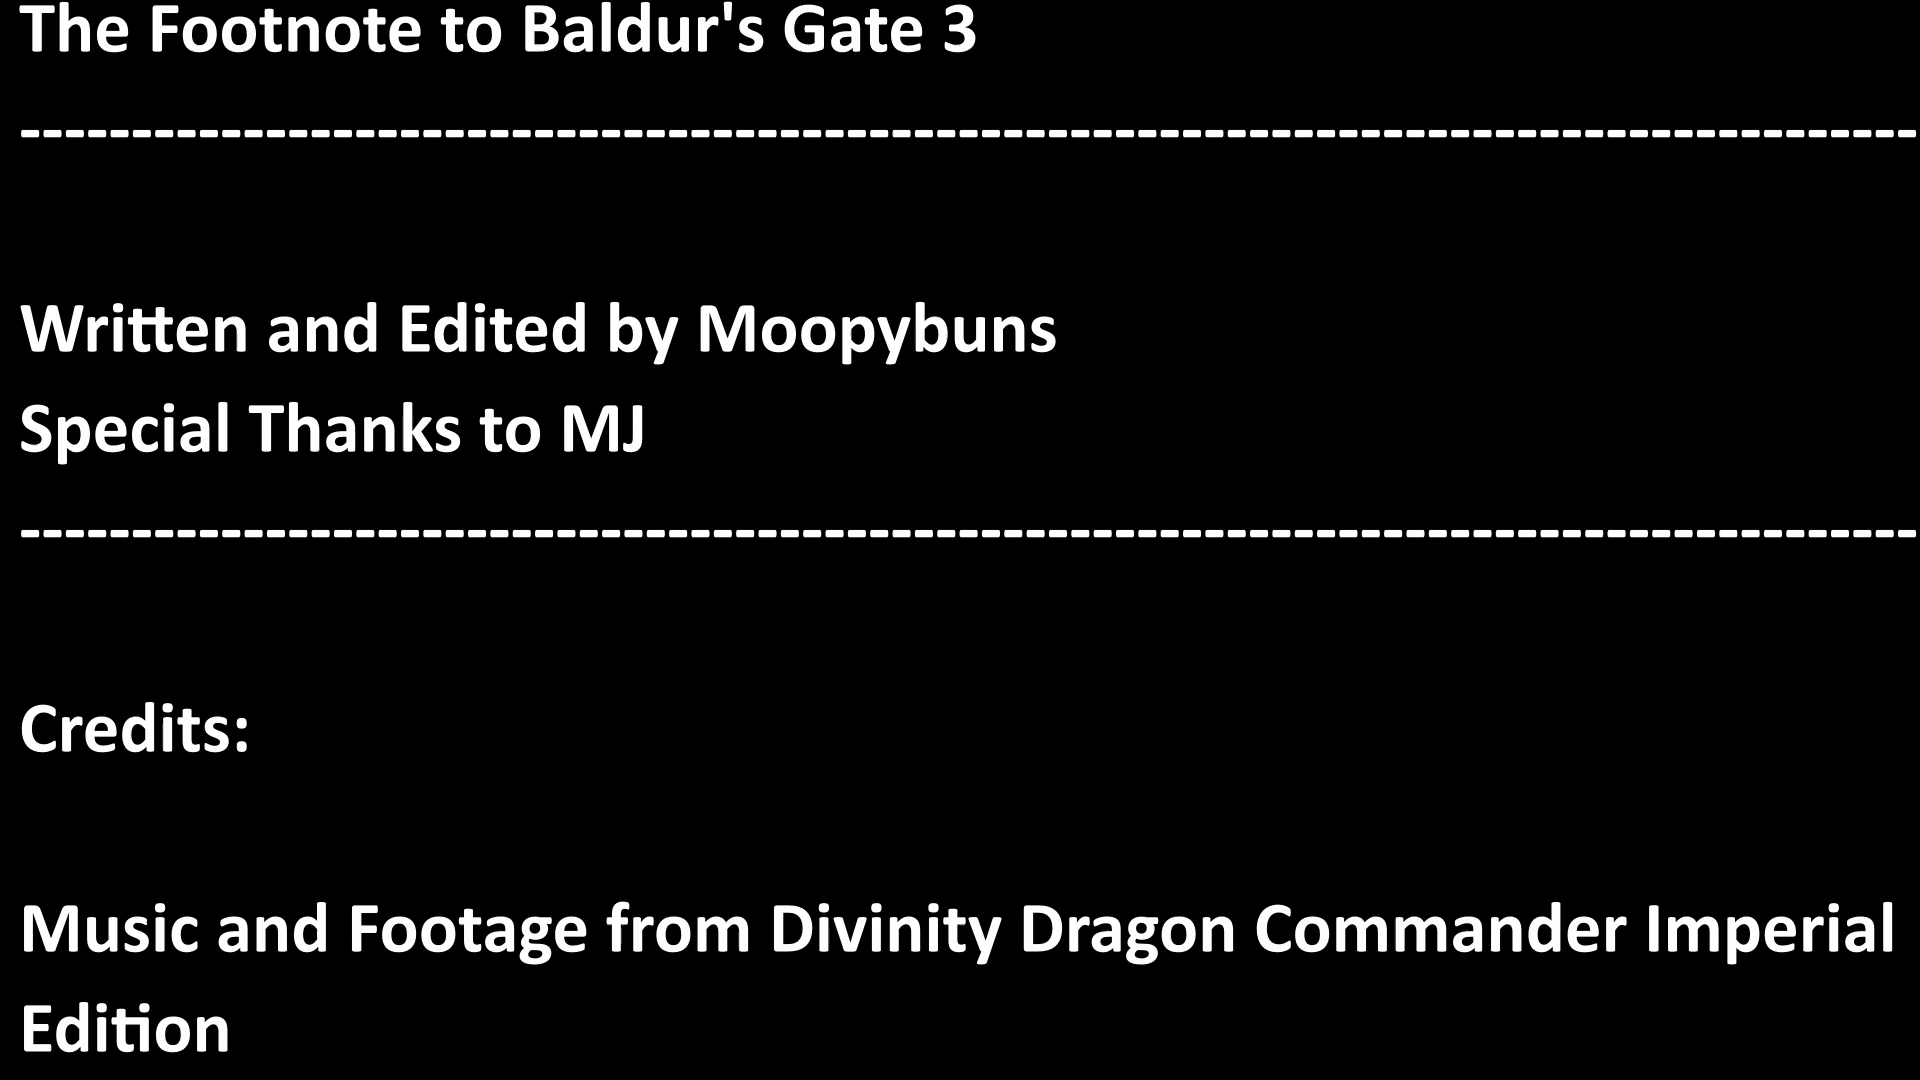 The Footnote to Baldur's Gate 3
-------------------------------------------------------------------------------------
Written and Edited by Moopybuns
Special Thanks to MJ
-------------------------------------------------------------------------------------
Credits:
Music and Footage from Divinity Dragon Commander Imperial
Edition